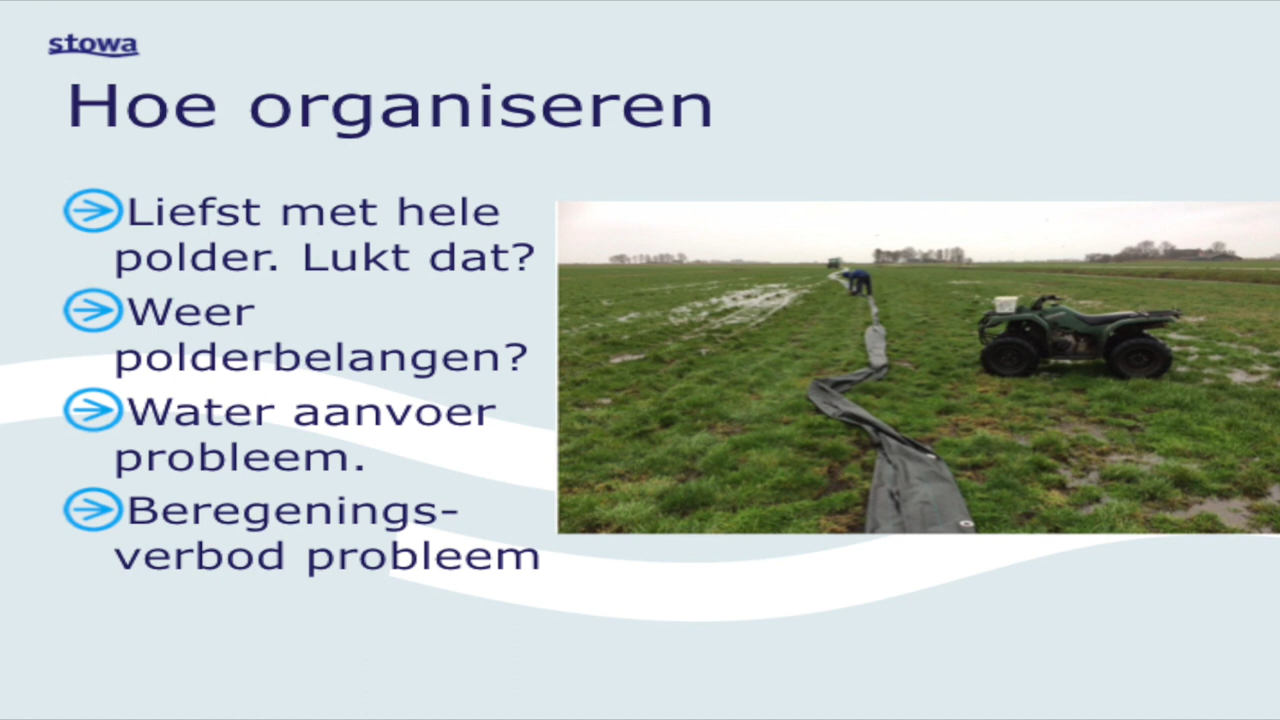 stowa
Hoe organiseren
Liefst met hele
polder. Lukt dat?
Weer
polderbelangen?
Water aanvoer
probleem.
Beregenings-
verbod probleem